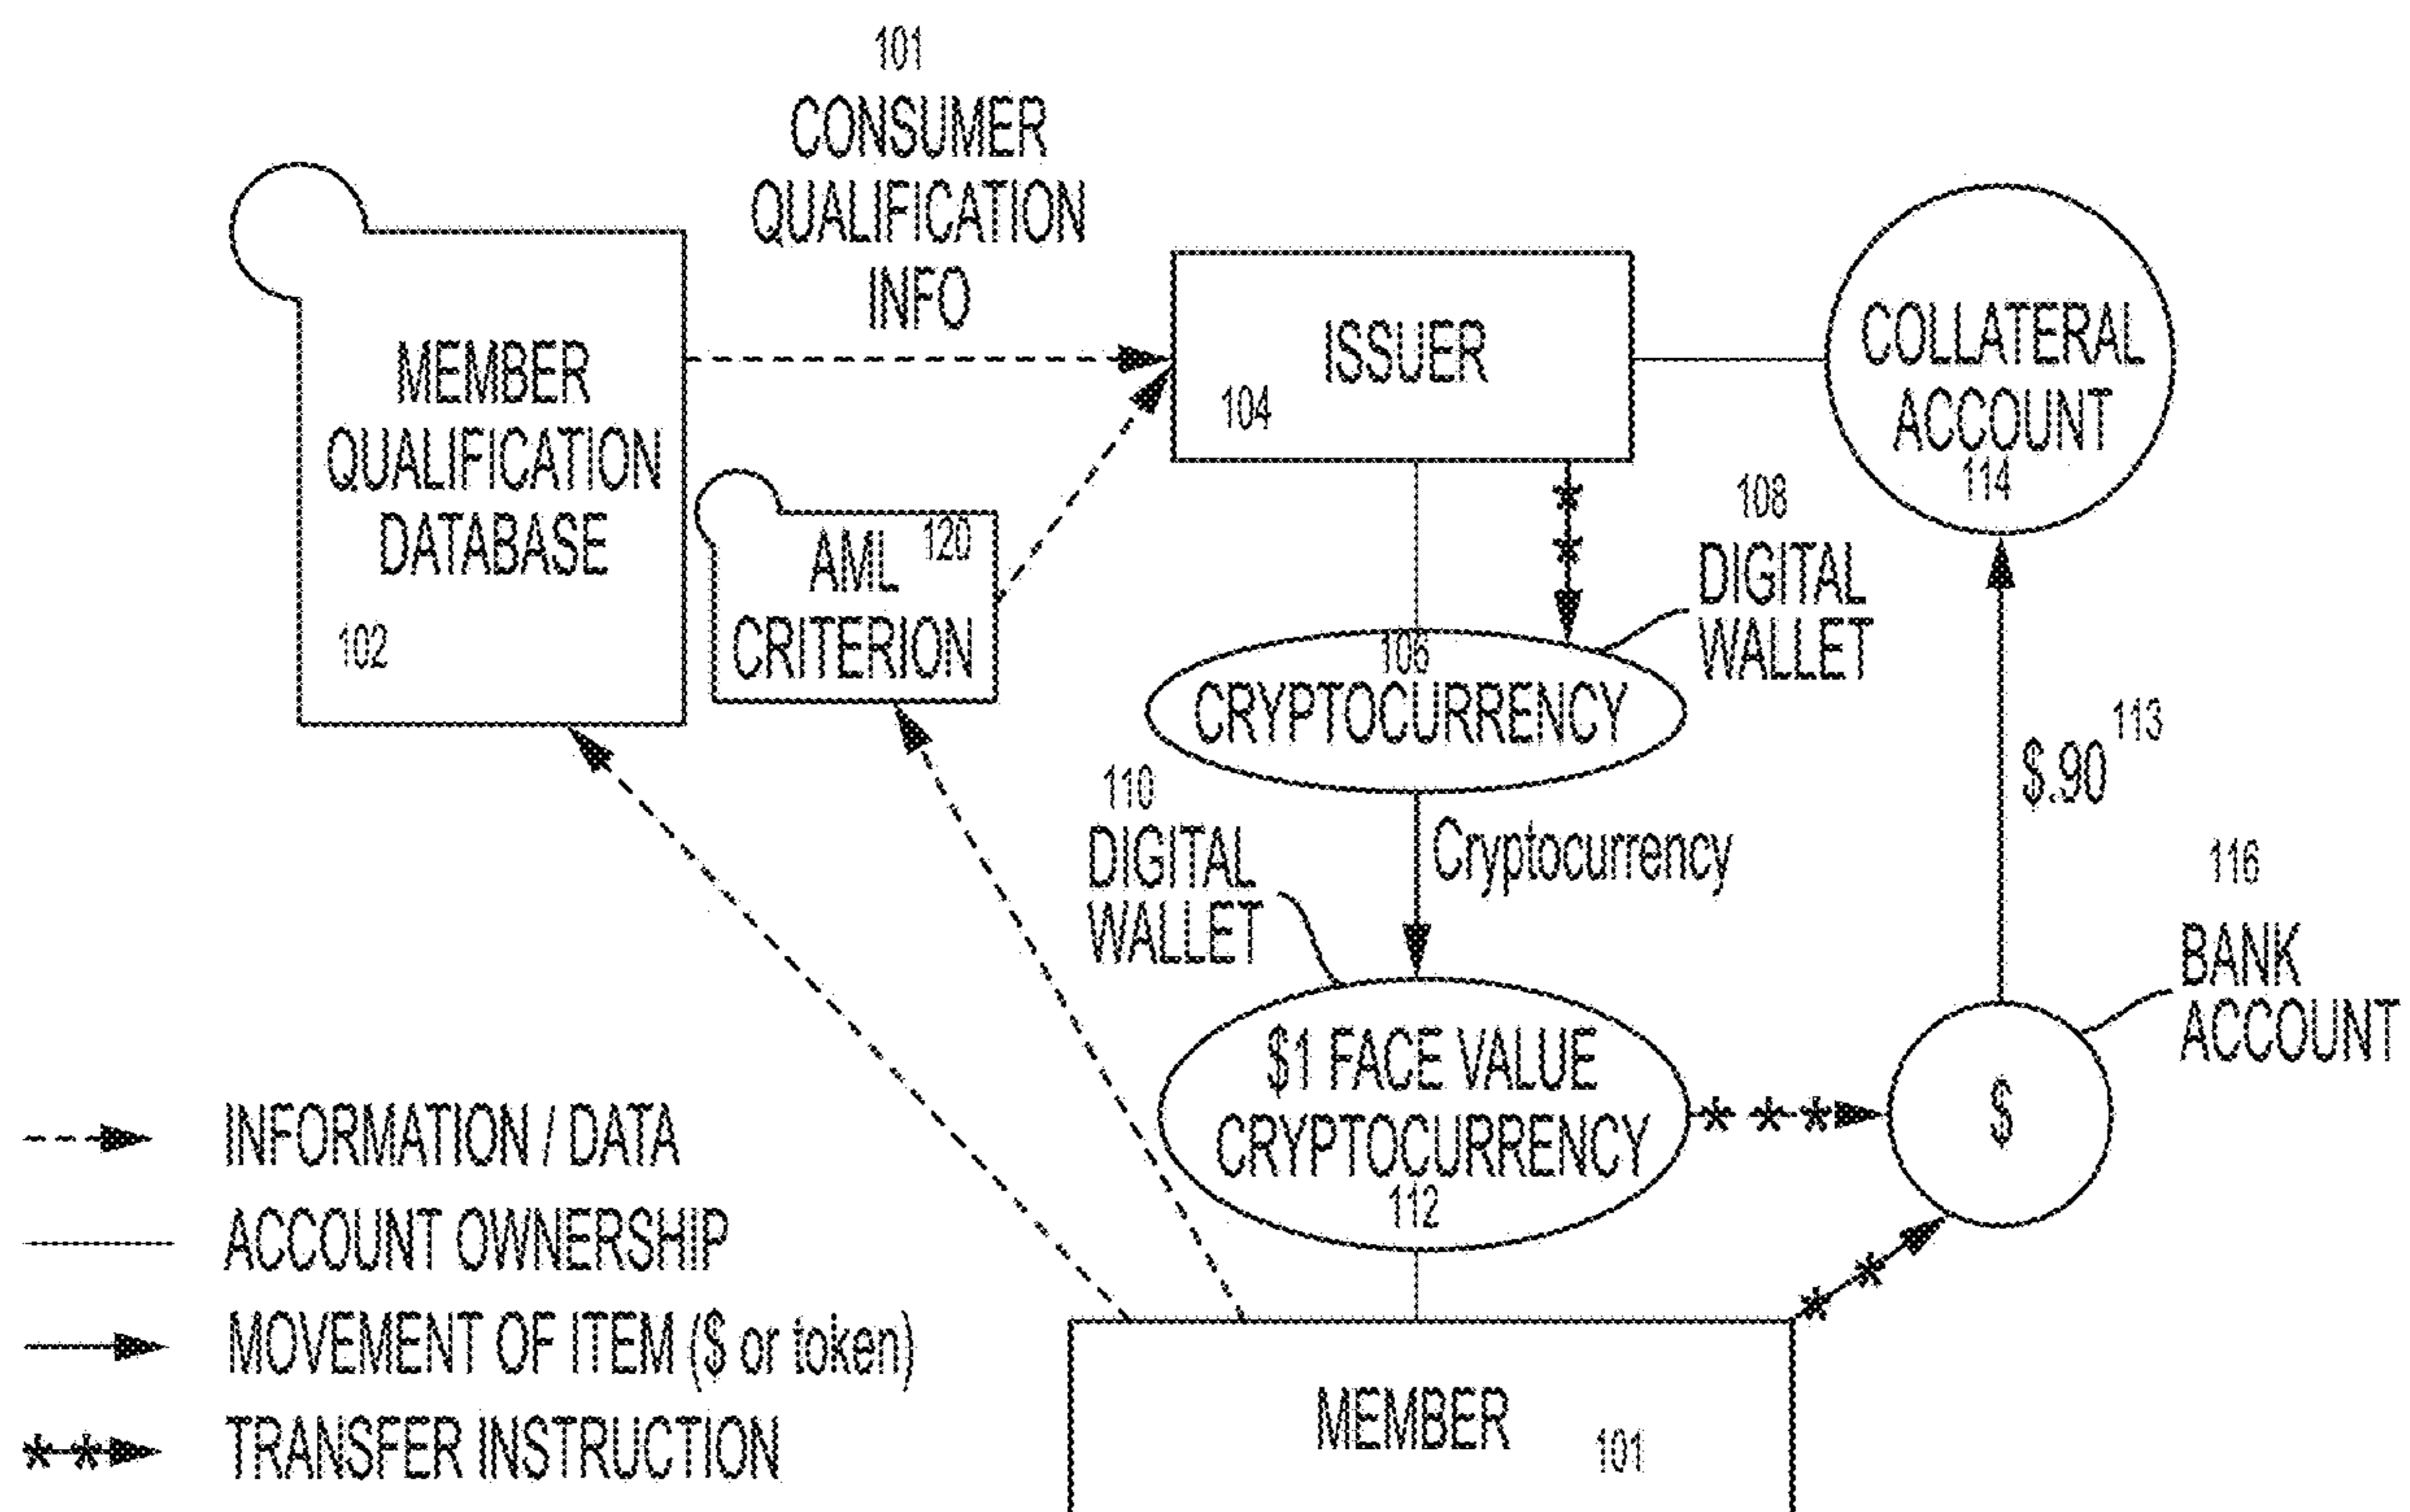 101
CONSUMER
QUALIFICATION
INFO
MEMBER
QUALIFICATION
DATABASE
102
AML 120
CRITERION
ISSUER
104
COLLATERAL
ACCOUNT
114
108
DIGITAL
WALLET
106
CRYPTOCURRENCY
$.90 113
110
DIGITAL
WALLET
Cryptocurrency
116
BANK
ACCOUNT
$1 FACE VALUE
CRYPTOCURRENCY
112
$
INFORMATION / DATA
ACCOUNT OWNERSHIP
MOVEMENT OF ITEM ($ or token)
TRANSFER INSTRUCTION
MEMBER 101